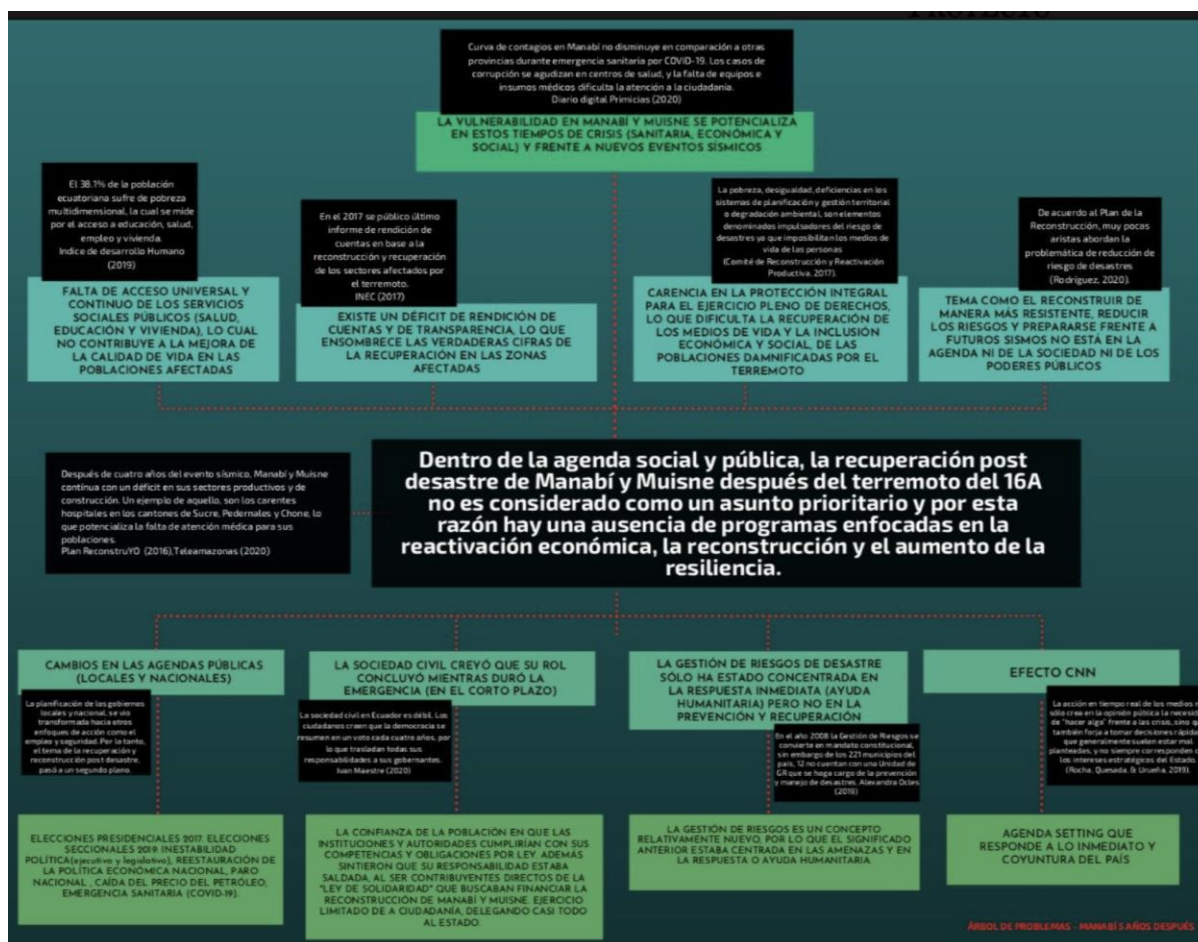 Curva de contagios en Manabí no disminuye en comparación a otras
provincias durante emergencia sanitaria por COVID-19. Los casos de
corrupción se agudizan en centros de salud, y la falta de equipos e
insumos médicos dificulta la atención a la ciudadanía.
Diario digital Primicias (2020)
LA VULNERABILIDAD EN MANABÍ Y MUISNE SE POTENCIALIZA
EN ESTOS TIEMPOS DE CRISIS (SANITARIA, ECONÓMICA Y
SOCIAL) Y FRENTE A NUEVOS EVENTOS SÍSMICOS
El 38.1% de la población
ecuatoriana sufre de pobreza
multidimensional, la cual se mide
por el acceso a educación, salud,
empleo y vivienda.
Indice de desarrollo Humano
(2019)
FALTA DE ACCESO UNIVERSAL Y
CONTINUO DE LOS SERVICIOS
SOCIALES PÚBLICOS (SALUD,
EDUCACIÓN Y VIVIENDA), LO CUAL
NO CONTRIBUYE A LA MEJORA DE
LA CALIDAD DE VIDA EN LAS
POBLACIONES AFECTADAS
En el 2017 se público último
informe de rendición de
cuentas en base a la
reconstrucción y recuperación
de los sectores afectados por
el terremoto.
INEC (2017)
EXISTE UN DÉFICIT DE RENDICIÓN DE
CUENTAS Y DE TRANSPARENCIA, LO QUE
ENSOMBRECE LAS VERDADERAS CIFRAS DE
LA RECUPERACIÓN EN LAS ZONAS
AFECTADAS
La pobreza, desigualdad, deficiencias en los
sistemas de planificación y gestión territorial
o degradación ambiental, son elementos
denominados impulsadores del riesgo de
desastres ya que imposibilitan los medios de
vida de las personas
(Comité de Reconstrucción y Reactivación
Productiva, 2017).
CARENCIA EN LA PROTECCIÓN INTEGRAL
PARA EL EJERCICIO PLENO DE DERECHOS,
LO QUE DIFICULTA LA RECUPERACIÓN DE
LOS MEDIOS DE VIDA Y LA INCLUSIÓN
ECONÓMICA Y SOCIAL, DE LAS
POBLACIONES DAMNIFICADAS POR EL
TERREMOTO
De acuerdo al Plan de la
Reconstrucción, muy pocas
aristas abordan la
problemática de reducción de
riesgo de desastres
(Rodríguez, 2020).
TEMA COMO EL RECONSTRUIR DE
MANERA MÁS RESISTENTE, REDUCIR
LOS RIESGOS Y PREPARARSE FRENTE A
FUTUROS SISMOS NO ESTÁ EN LA
AGENDA NI DE LA SOCIEDAD NI DE LOS
PODERES PÚBLICOS
Después de cuatro años del evento sísmico, Manabí y Muisne
continúa con un déficit en sus sectores productivos y de
construcción. Un ejemplo de aquello, son los carentes
hospitales en los cantones de Sucre, Pedernales y Chone, lo
que potencializa la falta de atención médica para sus
poblaciones.
Plan ReconstruYO (2016),Teleamazonas (2020)
Dentro de la agenda social y pública, la recuperación post
desastre de Manabí y Muisne después del terremoto del 16A
no es considerado como un asunto prioritario y por esta
razón hay una ausencia de programas enfocadas en la
reactivación económica, la reconstrucción y el aumento de la
resiliencia.
CAMBIOS EN LAS AGENDAS PÚBLICAS
(LOCALES Y NACIONALES)
La planificación de los gobiernos
locales y nacional, se vio
transformada hacia otros
enfoques de acción como el
empleo y seguridad. Por lo tanto,
el tema de la recuperación y
reconstrucción post desastre,
pasó a un segundo plano.
ELECCIONES PRESIDENCIALES 2017, ELECCIONES
SECCIONALES 2019. INESTABILIDAD
POLÍTICA(ejecutivo y legislativo), REESTAURACIÓN DE
LA POLÍTICA ECONÓMICA NACIONAL, PARO
NACIONAL , CAÍDA DEL PRECIO DEL PETRÓLEO,
EMERGENCIA SANITARIA (COVID-19).
LA SOCIEDAD CIVIL CREYÓ QUE SU ROL
CONCLUYÓ MIENTRAS DURÓ LA
EMERGENCIA (EN EL CORTO PLAZO)
La sociedad civil en Ecuador es débil. Los
ciudadanos creen que la democracia se
resumen en un voto cada cuatro años, por
lo que trasladan todas sus
responsabilidades a sus gobernantes.
Juan Maestre (2020)
LA CONFIANZA DE LA POBLACIÓN EN QUE LAS
INSTITUCIONES Y AUTORIDADES CUMPLIRÍAN CON SUS
COMPETENCIAS Y OBLIGACIONES POR LEY. ADEMÁS
SINTIERON QUE SU RESPONSABILIDAD ESTABA
SALDADA, AL SER CONTRIBUYENTES DIRECTOS DE LA
"LEY DE SOLIDARIDAD" QUE BUSCABAN FINANCIAR LA
RECONSTRUCCIÓN DE MANABÍ Y MUISNE. EJERCICIO
LIMITADO DE A CIUDADANÍA, DELEGANDO CASI TODO
AL ESTADO.
LA GESTIÓN DE RIESGOS DE DESASTRE
SÓLO HA ESTADO CONCENTRADA EN
LA RESPUESTA INMEDIATA (AYUDA
HUMANITARIA) PERO NO EN LA
PREVENCIÓN Y RECUPERACIÓN
En el año 2008 la Gestión de Riesgos se
convierte en mandato constitucional,
sin embargo de los 221 municipios del
país, 12 no cuentan con una Unidad de
GR que se haga cargo de la prevención
y manejo de desastres. Alexandra Ocles
(2019)
LA GESTIÓN DE RIESGOS ES UN CONCEPTO
RELATIVAMENTE NUEVO, POR LO QUE EL SIGNIFICADO
ANTERIOR ESTABA CENTRADA EN LAS AMENAZAS Y EN
LA RESPUESTA O AYUDA HUMANITARIA.
EFECTO CNN
La acción en tiempo real de los medios
sólo crea en la opinión pública la
de "hacer algo" frente a las crisis, sino
también forja a tomar decisiones
que generalmente suelen estar mal
planteadas, y no siempre corresponden
los intereses estratégicos del Estado.
(Rocha, Quesada, & Urueña, 2019).
AGENDA SETTING QUE
RESPONDE A LO INMEDIATO Y
COYUNTURA DEL PAÍS
ÁRBOL DE PROBLEMAS - MANABÍ 5 AÑOS DESPUÉS